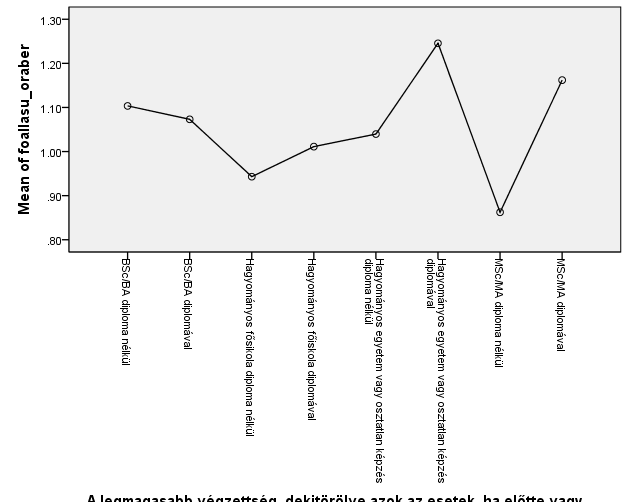 Mean of foallasu_oraber
1.30
1.20
1.10
1.00
.90
.80
BSc/BA diploma nélkül
BSc/BA diplomával
Hagyományos fősikola diploma nélkül
Hagyományos főiskola diplomával
Hagyományos egyetem vagy osztatlan képzés
diploma nélkül
Hagyományos egyetem vagy osztatlan képzés
diplomával
MSc/MA diploma nélkül
MSc/MA diplomával
A legmagasabb végzettség, dekitörölve azok az esetek, ha előtte vagy